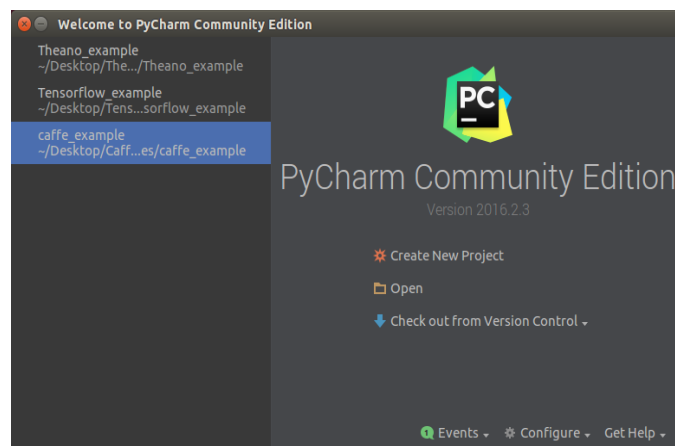 Welcome to PyCharm Community Edition
Theano_example
~/Desktop/The.../Theano_example
Tensorflow_example
~/Desktop/Tens...sorflow_example
caffe_example
~/Desktop/Caff...es/caffe_example
PC
PyCharm Community Edition
Version 2016.2.3
Create New Project
Open
Check out from Version Control
1 Events Configure Get Help